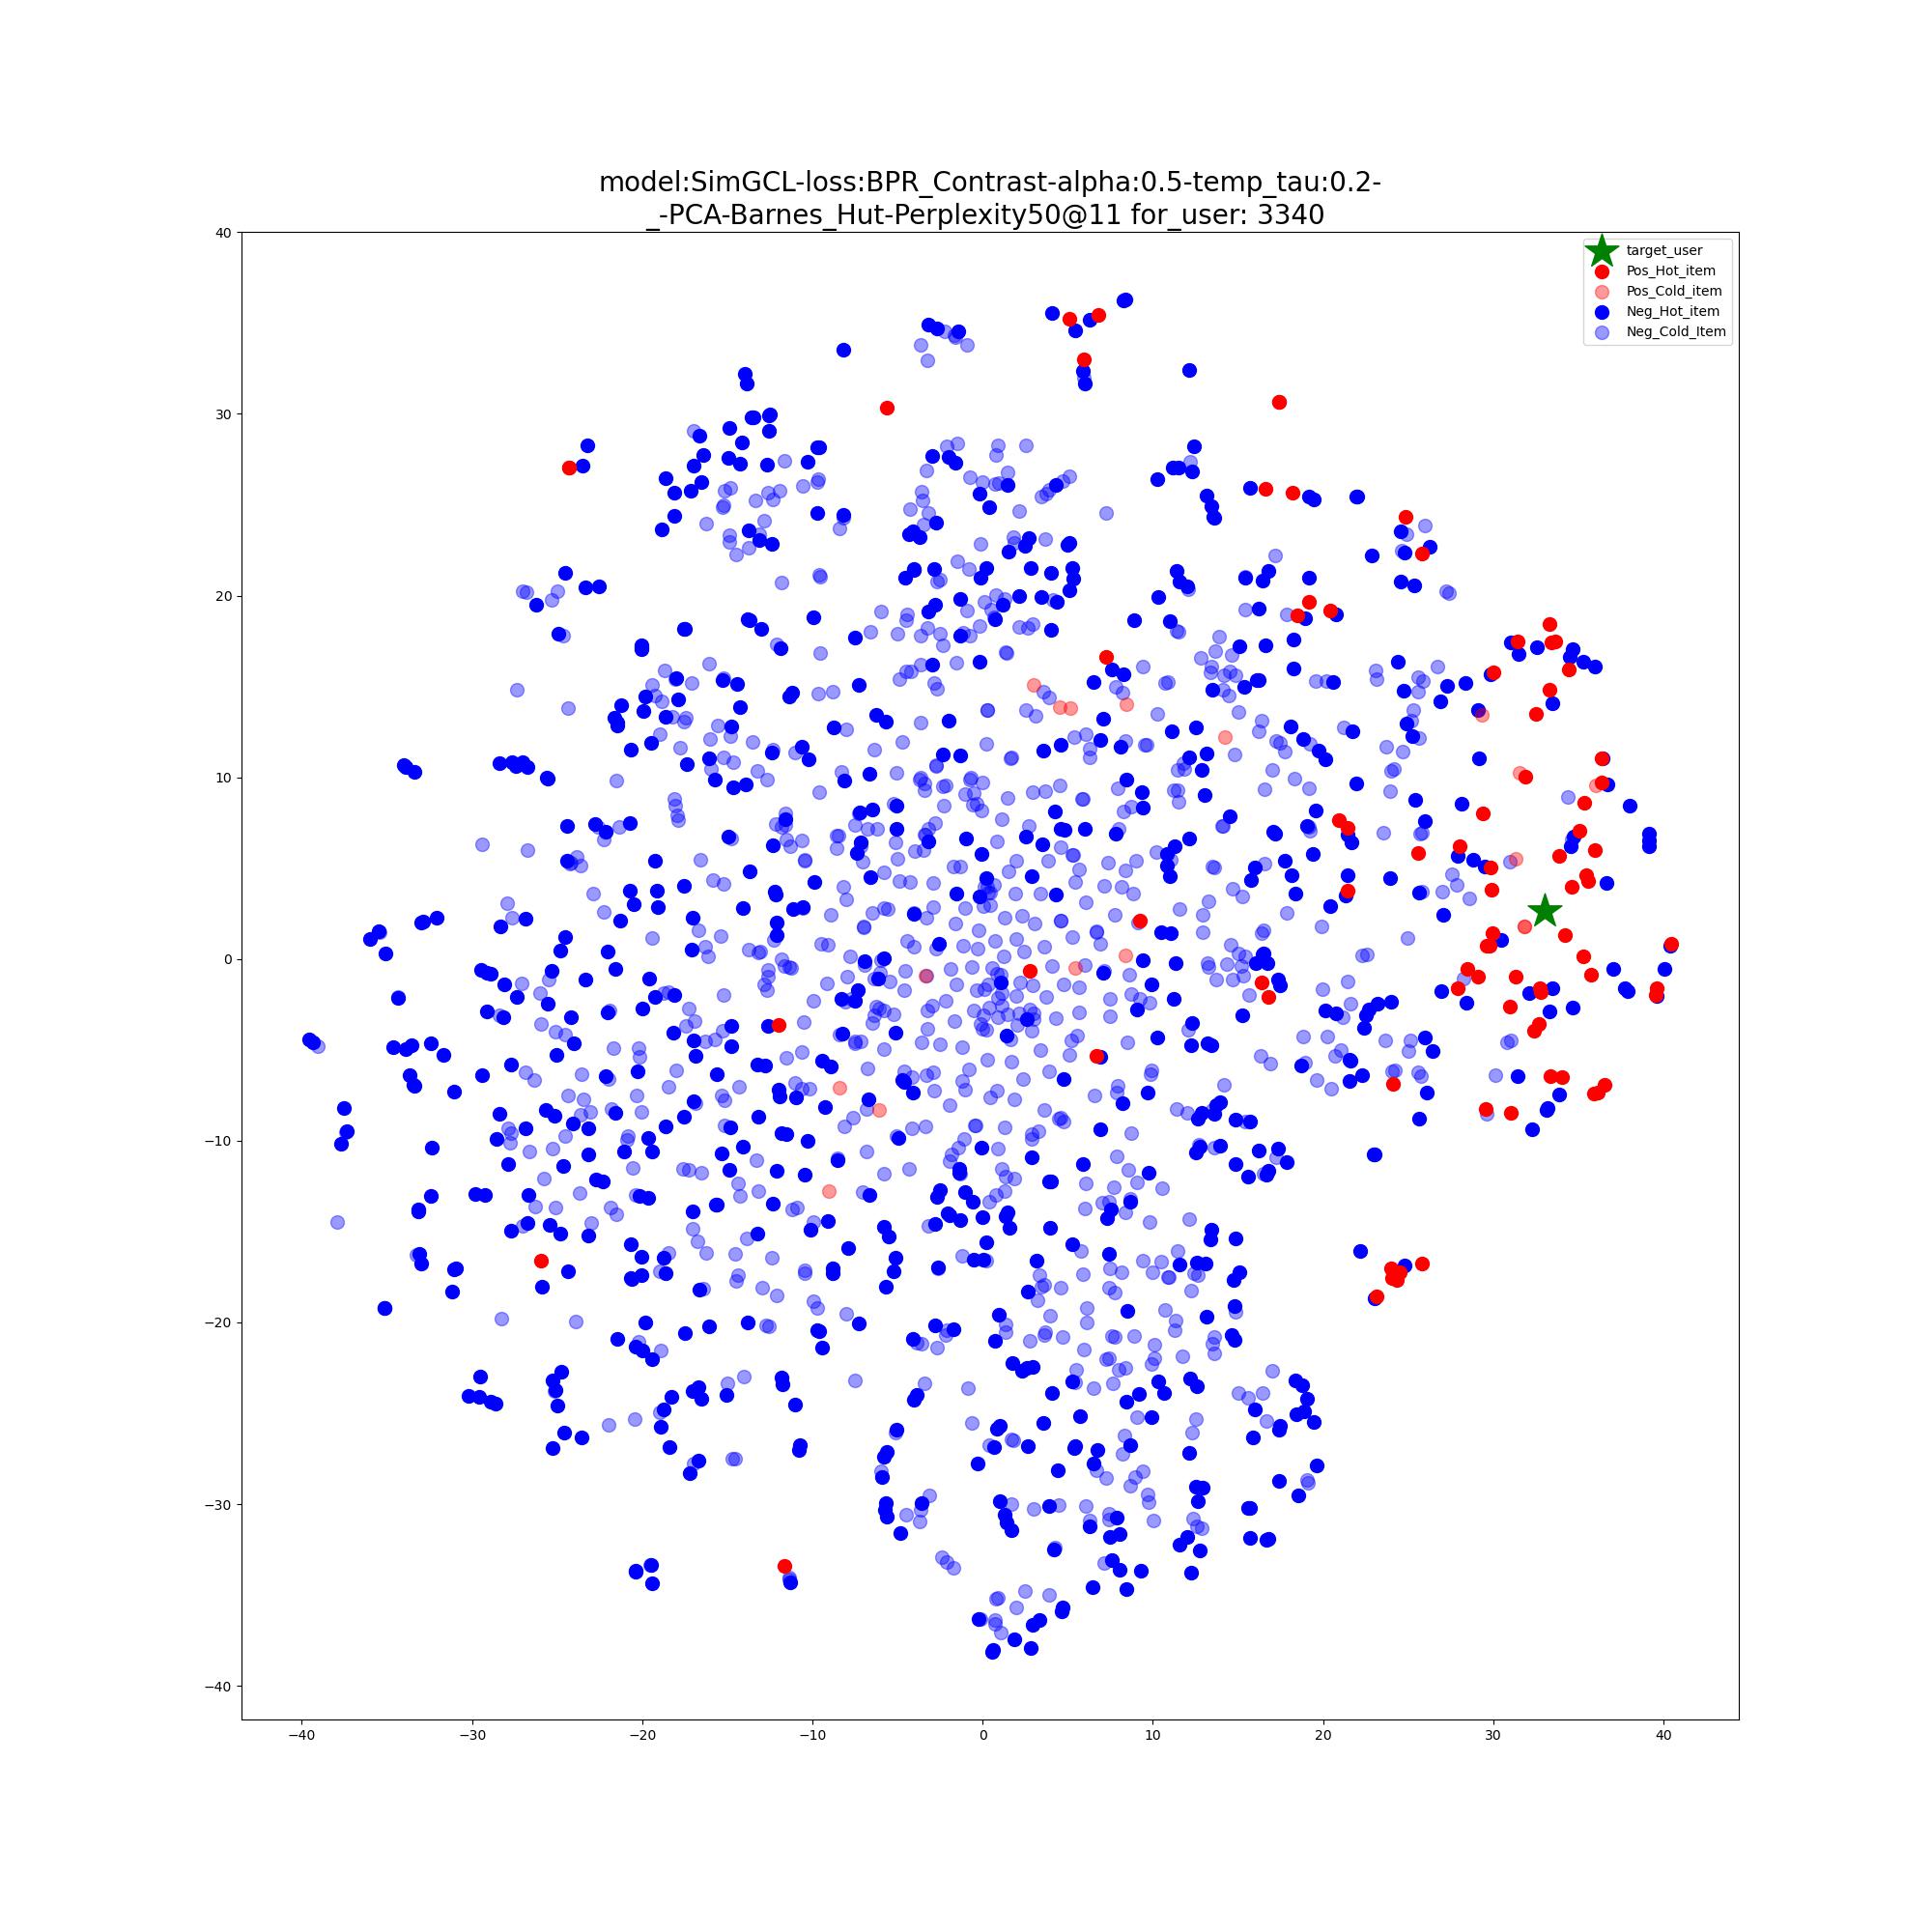 model:SimGCL-loss:BPR_Contrast-alpha:0.5-temp_tau:0.2-
_-PCA-Barnes_Hut-Perplexity50@11 for_user: 3340
target_user
Pos_Hot_item
Pos_Cold_item
Neg_Hot_item
Neg_Cold_Item
40
30
20
10
0
−10
−20
−30
−40
−40 −30 −20 −10 0 10 20 30 40